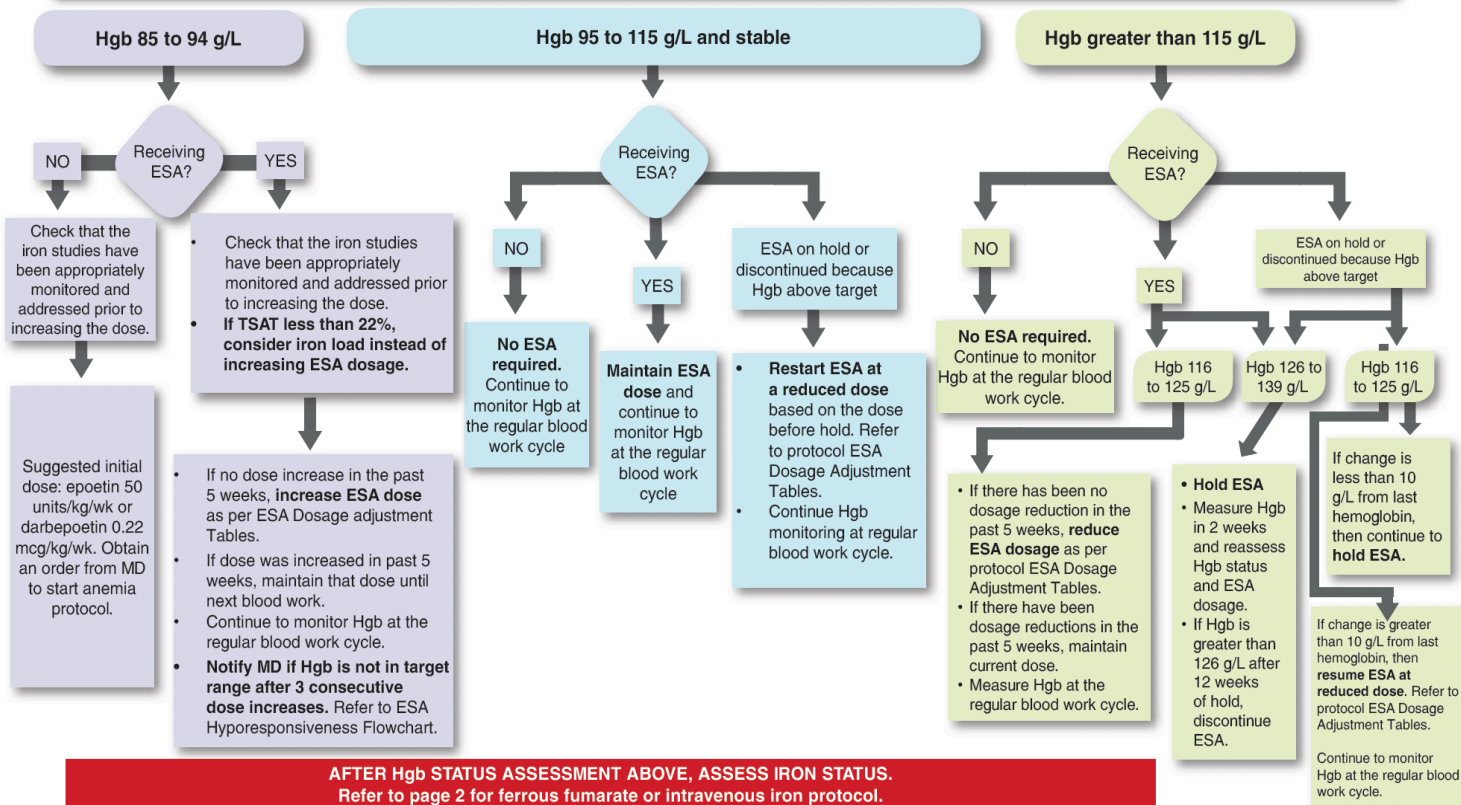 Hgb 85 to 94 g/L
Receiving
ESA?
NO
YES
Check that the
iron studies have
been appropriately
monitored and
addressed prior to
increasing the dose.
Suggested initial
dose: epoetin 50
units/kg/wk or
darbepoetin 0.22
mcg/kg/wk. Obtain
an order from MD
to start anemia
protocol.
• Check that the iron studies
have been appropriately
monitored and addressed prior
to increasing the dose.
• If TSAT less than 22%,
consider iron load instead of
increasing ESA dosage.
• If no dose increase in the past
5 weeks, increase ESA dose
as per ESA Dosage adjustment
Tables.
• If dose was increased in past 5
weeks, maintain that dose until
next blood work.
• Continue to monitor Hgb at the
regular blood work cycle.
• Notify MD if Hgb is not in target
range after 3 consecutive
dose increases. Refer to ESA
Hyporesponsiveness Flowchart.
Hgb 95 to 115 g/L and stable
Receiving
ESA?
NO
No ESA
required.
Continue to
monitor Hgb at
the regular blood
work cycle
YES
Maintain ESA
dose and
continue to
monitor Hgb
at the regular
blood work
cycle
ESA on hold or
discontinued because
Hgb above target
• Restart ESA at
a reduced dose
based on the dose
before hold. Refer
to protocol ESA
Dosage Adjustment
Tables.
• Continue Hgb
monitoring at regular
blood work cycle.
Hgb greater than 115 g/L
Receiving
ESA?
NO
No ESA required.
Continue to monitor
Hgb at the regular blood
work cycle.
YES
ESA on hold or
discontinued because Hgb
above target
Hgb 116
to 125 g/L
Hgb 126 to
139 g/L
Hgb 116
to 125 g/L
• If there has been no
dosage reduction in the
past 5 weeks, reduce
ESA dosage as per
protocol ESA Dosage
Adjustment Tables.
• If there have been
dosage reductions in the
past 5 weeks, maintain
current dose.
• Measure Hgb at the
regular blood work cycle.
• Hold ESA
• Measure Hgb
in 2 weeks
and reassess
Hgb status
and ESA
dosage.
• If Hgb is
greater than
126 g/L after
12 weeks
of hold,
discontinue
ESA.
If change is
less than 10
g/L from last
hemoglobin,
then continue to
hold ESA.
If change is greater
than 10 g/L from last
hemoglobin, then
resume ESA at
reduced dose. Refer to
protocol ESA Dosage
Adjustment Tables.
Continue to monitor
Hgb at the regular blood
work cycle.
AFTER Hgb STATUS ASSESSMENT ABOVE, ASSESS IRON STATUS.
Refer to page 2 for ferrous fumarate or intravenous iron protocol.